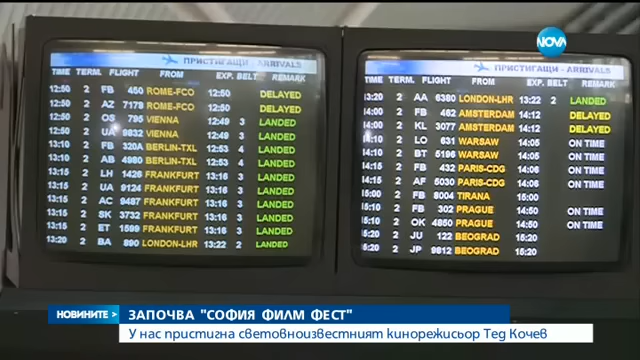 NOVA
ПРИСТИГАЩИ - ARRIVALS
TIME TERM. FLIGHT FROM EXP. BELT REMARK
12:50 2 FB 450 ROME-FCO 12:50 DELAYED
12:50 2 AZ 7179 ROME-FCO 12:50 DELAYED
12:50 2 OS 795 VIENNA 12:49 3 LANDED
12:50 2 UA 9832 VIENNA 12:49 3 LANDED
13:10 2 FB 320A BERLIN-TXL 12:53 4 LANDED
13:10 2 AB 4980 BERLIN-TXL 12:53 4 LANDED
13:15 2 LH 1426 FRANKFURT 13:16 3 LANDED
13:15 2 UA 9124 FRANKFURT 13:16 3 LANDED
13:15 2 AC 9487 FRANKFURT 13:16 3 LANDED
13:15 2 SK 3732 FRANKFURT 13:16 3 LANDED
13:15 2 ET 1599 FRANKFURT 13:16 3 LANDED
13:20 2 BA 890 LONDON-LHR 13:22 2 LANDED
ПРИСТИГАЩИ - ARRIVALS
TIME TERM. FLIGHT FROM EXP. BELT REMARK
13:20 2 AA 6380 LONDON-LHR 13:22 2 LANDED
14:10 2 FB 462 AMSTERDAM 14:12 DELAYED
14:10 2 KL 3077 AMSTERDAM 14:12 DELAYED
14:10 2 LO 631 WARSAW 14:05 ON TIME
14:10 2 BT 5196 WARSAW 14:05 ON TIME
14:15 2 FB 432 PARIS-CDG 14:06 ON TIME
14:15 2 AF 5030 PARIS-CDG 14:06 ON TIME
15:00 2 FB 8004 TIRANA
15:10 2 FB 302 PRAGUE 14:50 ON TIME
15:10 2 OK 4850 PRAGUE 14:50 ON TIME
15:20 2 JU 122 BEOGRAD
15:20 2 JP 9812 BEOGRAD
НОВИНИТЕ ЗАПОЧВА "СОФИЯ ФИЛМ ФЕСТ"
У нас пристигна световноизвестният кинорежисьор Тед Кочев